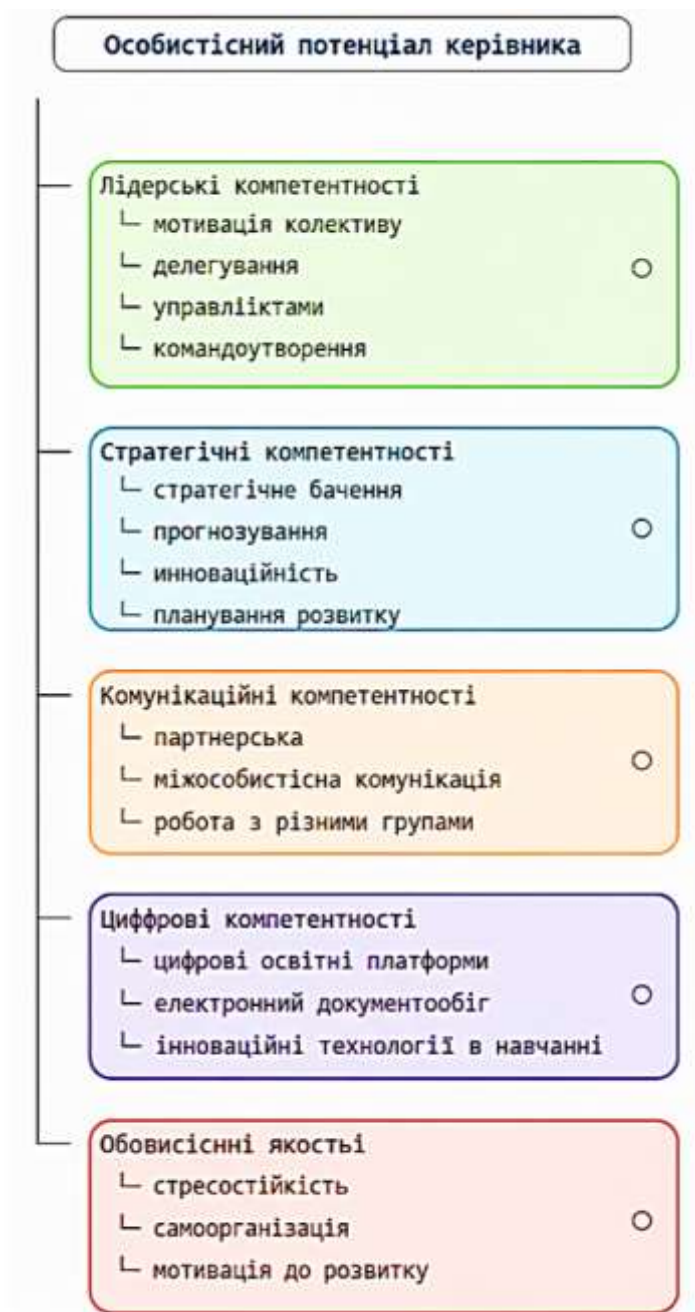 Особистісний потенціал керівника
Лідерські компетентності
мотивація колективу
делегування
управлііктами
командоутворення
Стратегічні компетентності
стратегічне бачення
прогнозування
инноваційність
планування розвитку
Комунікаційні компетентності
партнерська
міжособистісна комунікація
робота з різними групами
Циффрові компетентності
цифрові освітні платформи
електронний документообіг
інноваційні технології в навчанні
Обовисіснні якостьі
стресостійкість
самоорганізація
мотивація до розвитку